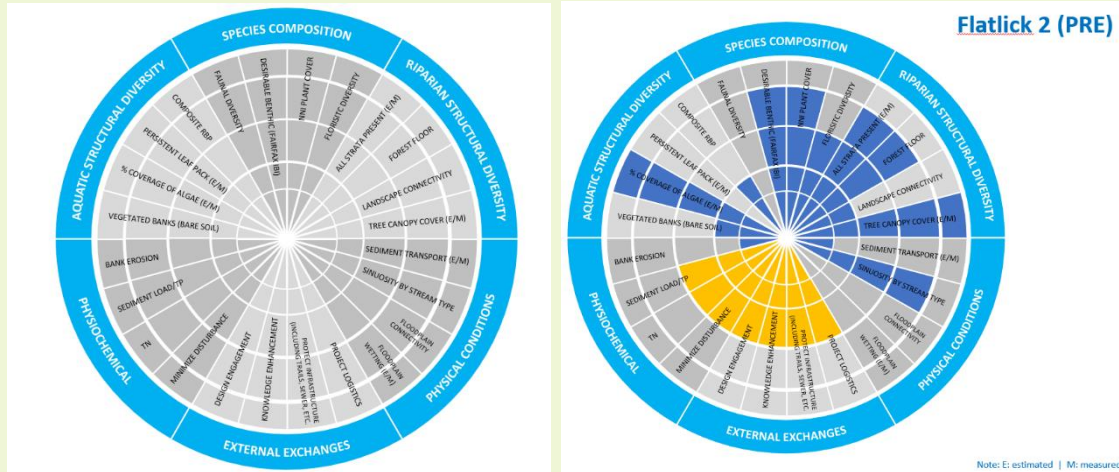 SPECIES COMPOSITION
RIPARIAN STRUCTURAL DIVERSITY
PHYSICAL CONDITIONS
EXTERNAL EXCHANGES
PHYSIOCHEMICAL
AQUATIC STRUCTURAL DIVERSITY
FAUNAL DIVERSITY
DESIRABLE BENTHIC (FAIRFAX IBI)
NNI PLANT COVER
FLORISITC DIVERSITY
ALL STRATA PRESENT (E/M)
FOREST FLOOR
LANDSCAPE CONNECTIVITY
TREE CANOPY COVER (E/M)
SEDIMENT TRANSPORT (E/M)
SINUOSITY BY STREAM TYPE
FLOODPLAIN
CONNECTIVITY
FLOODPLAIN
WETTING (E/M)
PROJECT LOGISTICS
PROTECT INFRASTRUCTURE
(INCLUDING TRAILS, SEWER, ETC.
KNOWLEDGE ENHANCEMENT
DESIGN ENGAGEMENT
MINIMIZE DISTURBANCE
TN
SEDIMENT LOAD/TP
BANK EROSION
VEGETATED BANKS (BARE SOIL)
% COVERAGE OF ALGAE (E/M)
PERSISTENT LEAF PACK (E/M)
COMPOSITE RBP
Flatlick 2 (PRE)
SPECIES COMPOSITION
RIPARIAN STRUCTURAL DIVERSITY
PHYSICAL CONDITIONS
EXTERNAL EXCHANGES
PHYSIOCHEMICAL
AQUATIC STRUCTURAL DIVERSITY
FAUNAL DIVERSITY
DESIRABLE BENTHIC (FAIRFAX IBI)
NNI PLANT COVER
FLORISITC DIVERSITY
ALL STRATA PRESENT (E/M)
FOREST FLOOR
LANDSCAPE CONNECTIVITY
TREE CANOPY COVER (E/M)
SEDIMENT TRANSPORT (E/M)
SINUOSITY BY STREAM TYPE
FLOODPLAIN
CONNECTIVITY
FLOODPLAIN
WETTING (E/M)
PROJECT LOGISTICS
PROTECT INFRASTRUCTURE
(INCLUDING TRAILS, SEWER, ETC.
KNOWLEDGE ENHANCEMENT
DESIGN ENGAGEMENT
MINIMIZE DISTURBANCE
TN
SEDIMENT LOAD/TP
BANK EROSION
VEGETATED BANKS (BARE SOIL)
% COVERAGE OF ALGAE (E/M)
PERSISTENT LEAF PACK (E/M)
COMPOSITE RBP
Note: E: estimated | M: measured